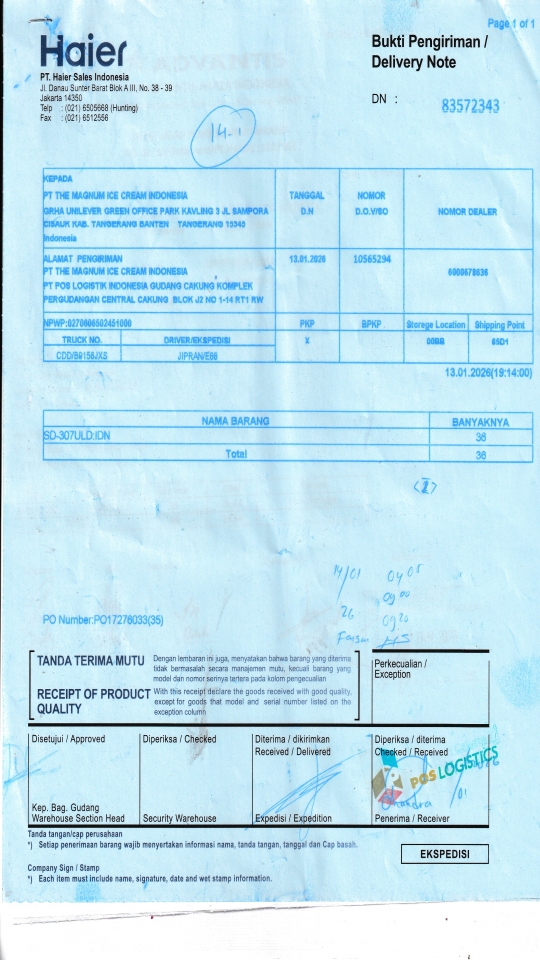 Page 1 of 1
Haier
Bukti Pengiriman /
Delivery Note
PT. Haier Sales Indonesia
Jl. Danau Sunter Barat Blok A III, No. 38 - 39
Jakarta 14350
Telp : (021) 6505668 (Hunting)
Fax : (021) 6512556
DN : 83572343
14-1
KEPADA
PT THE MAGNUM ICE CREAM INDONESIA
GRHA UNILEVER GREEN OFFICE PARK KAVLING 3 JL SAMPORA
CISAUK KAB. TANGERANG BANTEN TANGERANG 15345
Indonesia
TANGGAL D.N
NOMOR D.O.V/SO
NOMOR DEALER
ALAMAT PENGIRIMAN
PT THE MAGNUM ICE CREAM INDONESIA
PT POS LOGISTIK INDONESIA GUDANG CAKUNG KOMPLEK
PERGUDANGAN CENTRAL CAKUNG BLOK J2 NO 1-14 RT1 RW
13.01.2026
10565294
6000678636
NPWP:0270606502451000
PKP
BPKP
Storege Location
Shipping Point
TRUCK NO.
DRIVER/EKSPEDISI
X
00BB
85D1
CDD/B9156JXS
JIPRAN/E66
13.01.2026(19:14:00)
NAMA BARANG
BANYAKNYA
SD-307ULD:IDN
36
Total
36
14/01
04 05
09 00
26
09 20
PO Number:PO17276033(35)
TANDA TERIMA MUTU
Dengan lembaran ini juga, menyatakan bahwa barang yang diterima
tidak bermasalah secara manajemen mutu, kecuali barang yang
model dan nomor serinya tertera pada kolom pengecualian
RECEIPT OF PRODUCT
QUALITY
With this receipt declare the goods received with good quality,
except for goods that model and serial number listed on the
exception column
Perkecualian /
Exception
Disetujui / Approved
Diperiksa / Checked
Diterima / dikirimkan
Received / Delivered
Diperiksa / diterima
Checked / Received
POS LOGISTICS
Chandra
/01
Kep. Bag. Gudang
Warehouse Section Head
Security Warehouse
Expedisi / Expedition
Penerima / Receiver
Tanda tangan/cap perusahaan
*) Setiap penerimaan barang wajib menyertakan informasi nama, tanda tangan, tanggal dan Cap basah.
EKSPEDISI
Company Sign / Stamp
*) Each item must include name, signature, date and wet stamp information.